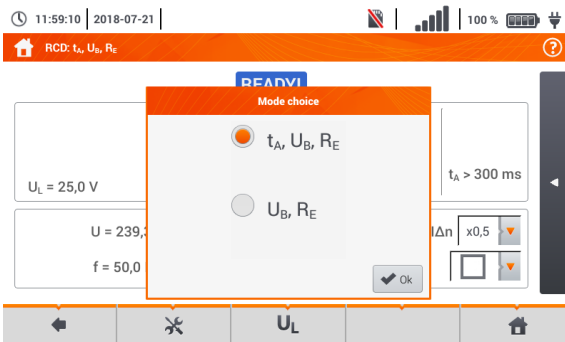 11:59:10 2018-07-21 100 %
RCD: tA, UB, RE ?
READY!
Mode choice
tA, UB, RE
UB, RE
Ok
UL = 25,0 V
tA > 300 ms
U = 239,
IΔn x0,5
f = 50,0
UL